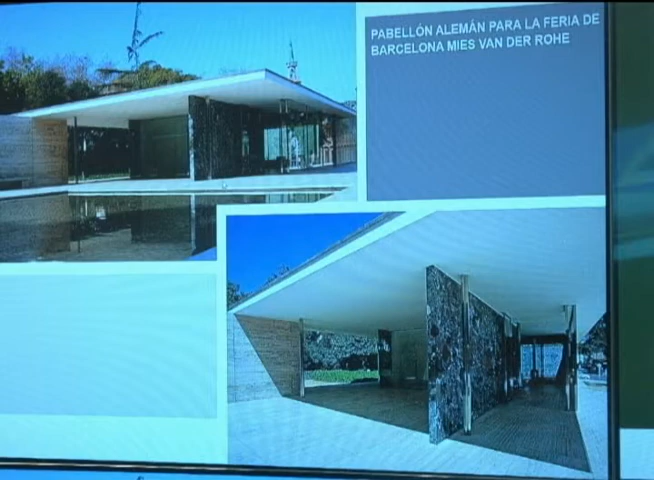 PABELLÓN ALEMÁN PARA LA FERIA DE
BARCELONA MIES VAN DER ROHE